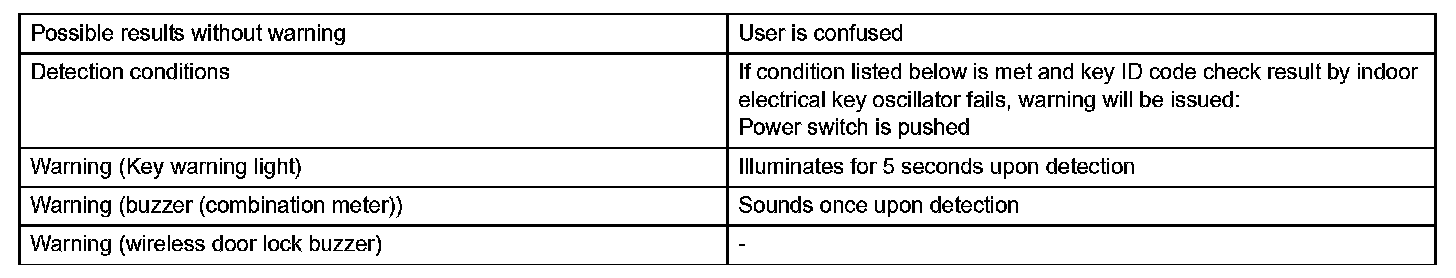 Possible results without warning
User is confused
Detection conditions
If condition listed below is met and key ID code check result by indoor
electrical key oscillator fails, warning will be issued:
Power switch is pushed
Warning (Key warning light)
Illuminates for 5 seconds upon detection
Warning (buzzer (combination meter))
Sounds once upon detection
Warning (wireless door lock buzzer)
-